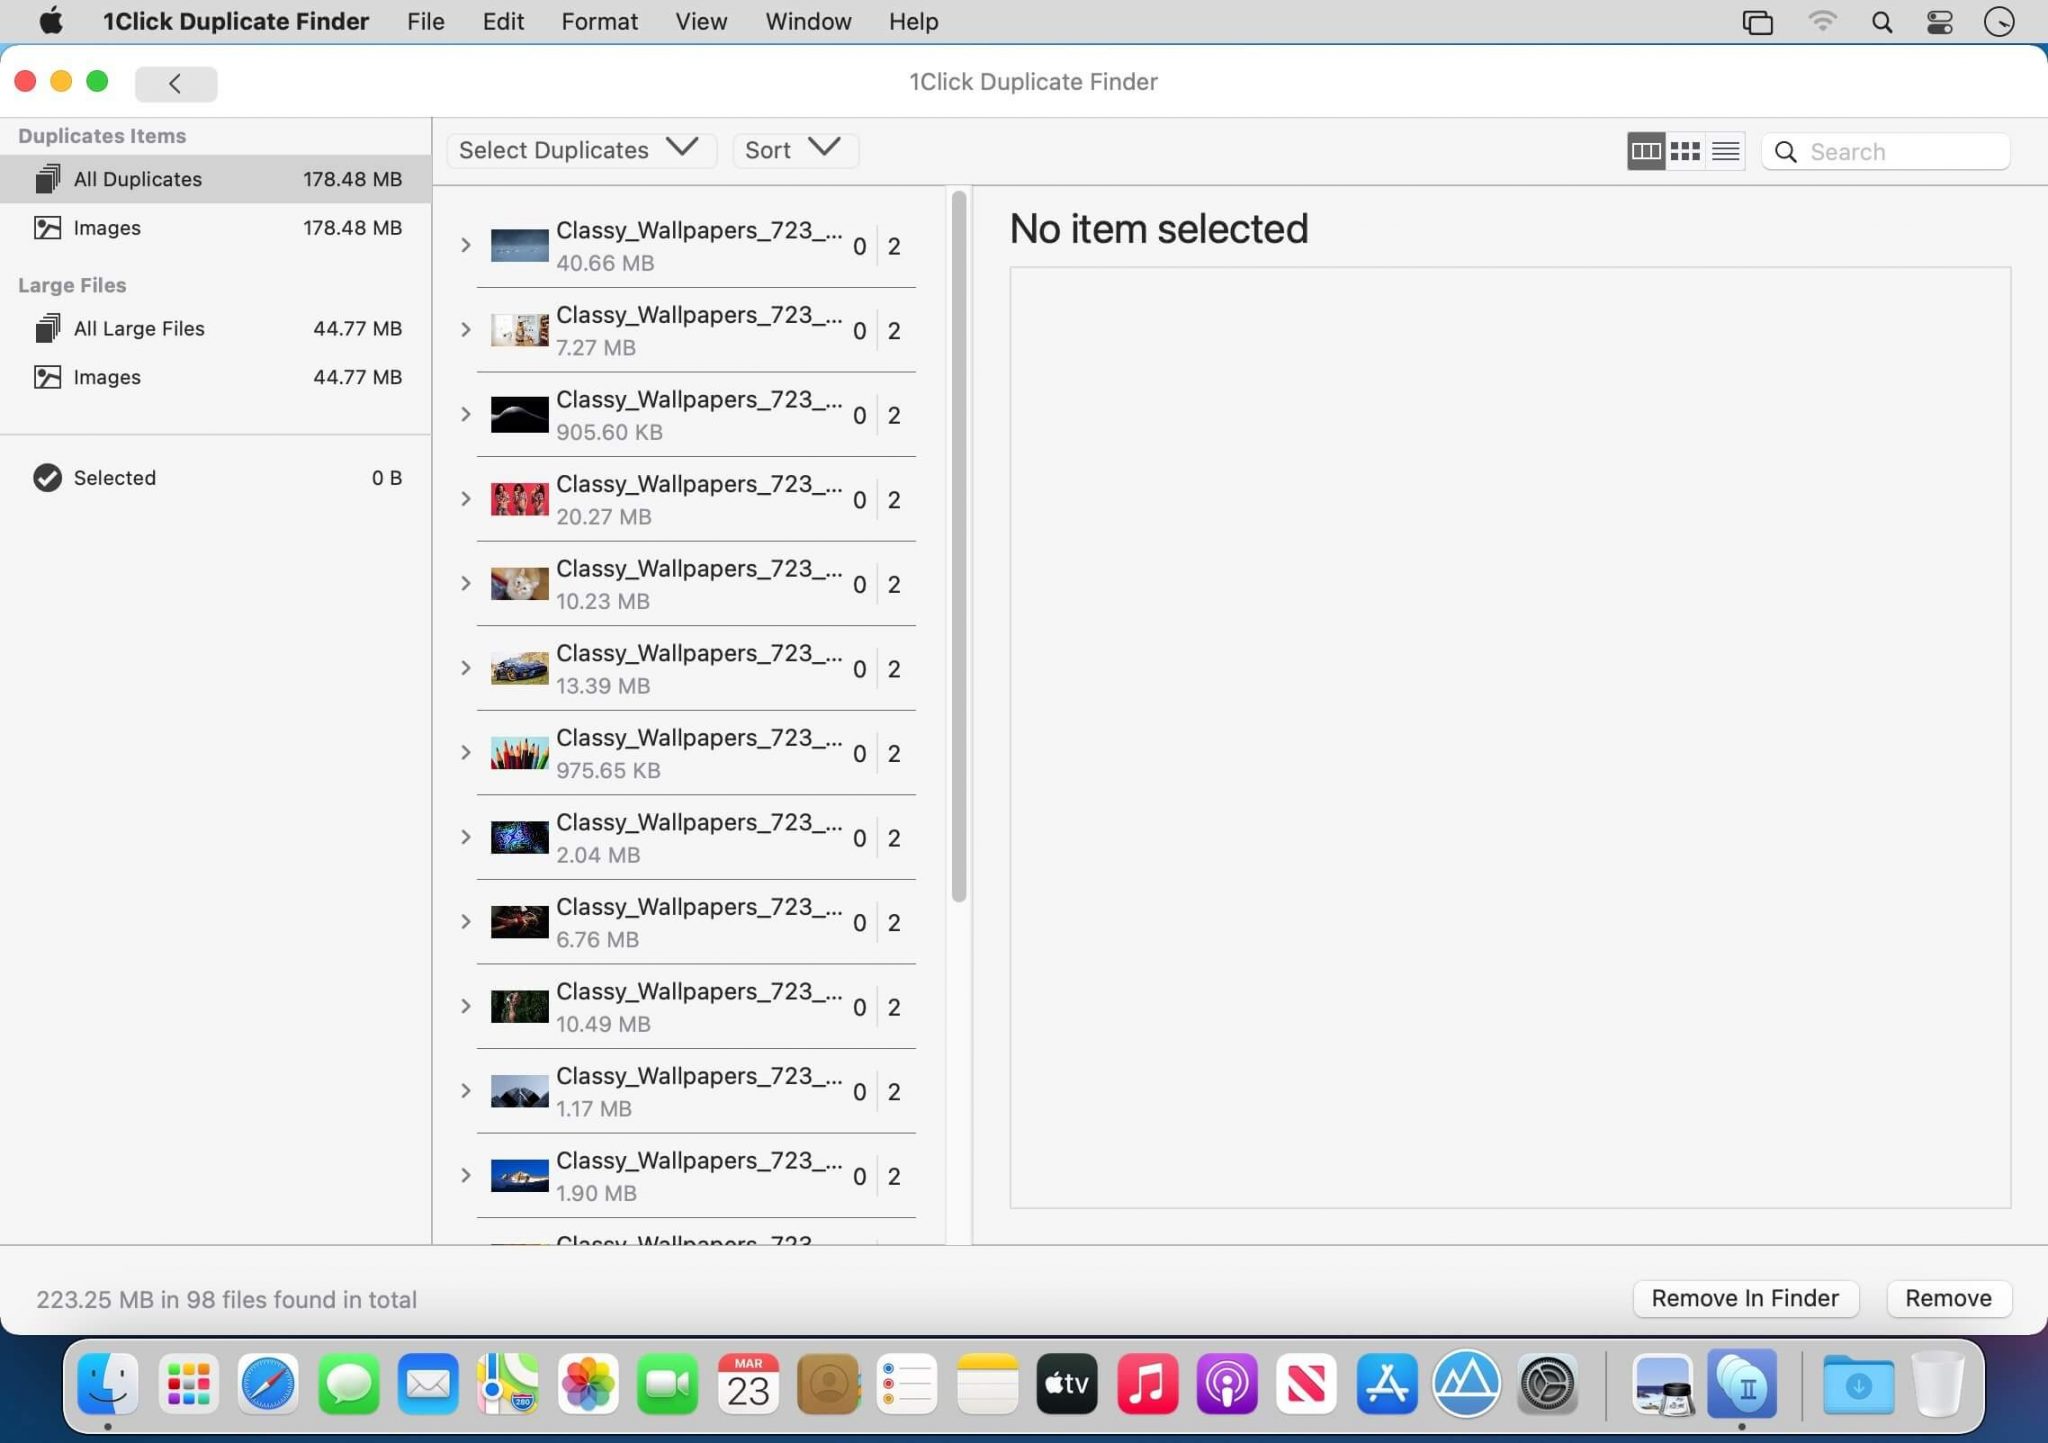 1Click Duplicate Finder File Edit Format View Window Help
1Click Duplicate Finder
Duplicates Items
All Duplicates 178.48 MB
Images 178.48 MB
Large Files
All Large Files 44.77 MB
Images 44.77 MB
Selected 0 B
Select Duplicates Sort Search
Classy_Wallpapers_723_... 0 2
40.66 MB
Classy_Wallpapers_723_... 0 2
7.27 MB
Classy_Wallpapers_723_... 0 2
905.60 KB
Classy_Wallpapers_723_... 0 2
20.27 MB
Classy_Wallpapers_723_... 0 2
10.23 MB
Classy_Wallpapers_723_... 0 2
13.39 MB
Classy_Wallpapers_723_... 0 2
975.65 KB
Classy_Wallpapers_723_... 0 2
2.04 MB
Classy_Wallpapers_723_... 0 2
6.76 MB
Classy_Wallpapers_723_... 0 2
10.49 MB
Classy_Wallpapers_723_... 0 2
1.17 MB
Classy_Wallpapers_723_... 0 2
1.90 MB
Classy_Wallpapers_723_
No item selected
223.25 MB in 98 files found in total
Remove In Finder Remove
280
MAR
23
tv
II